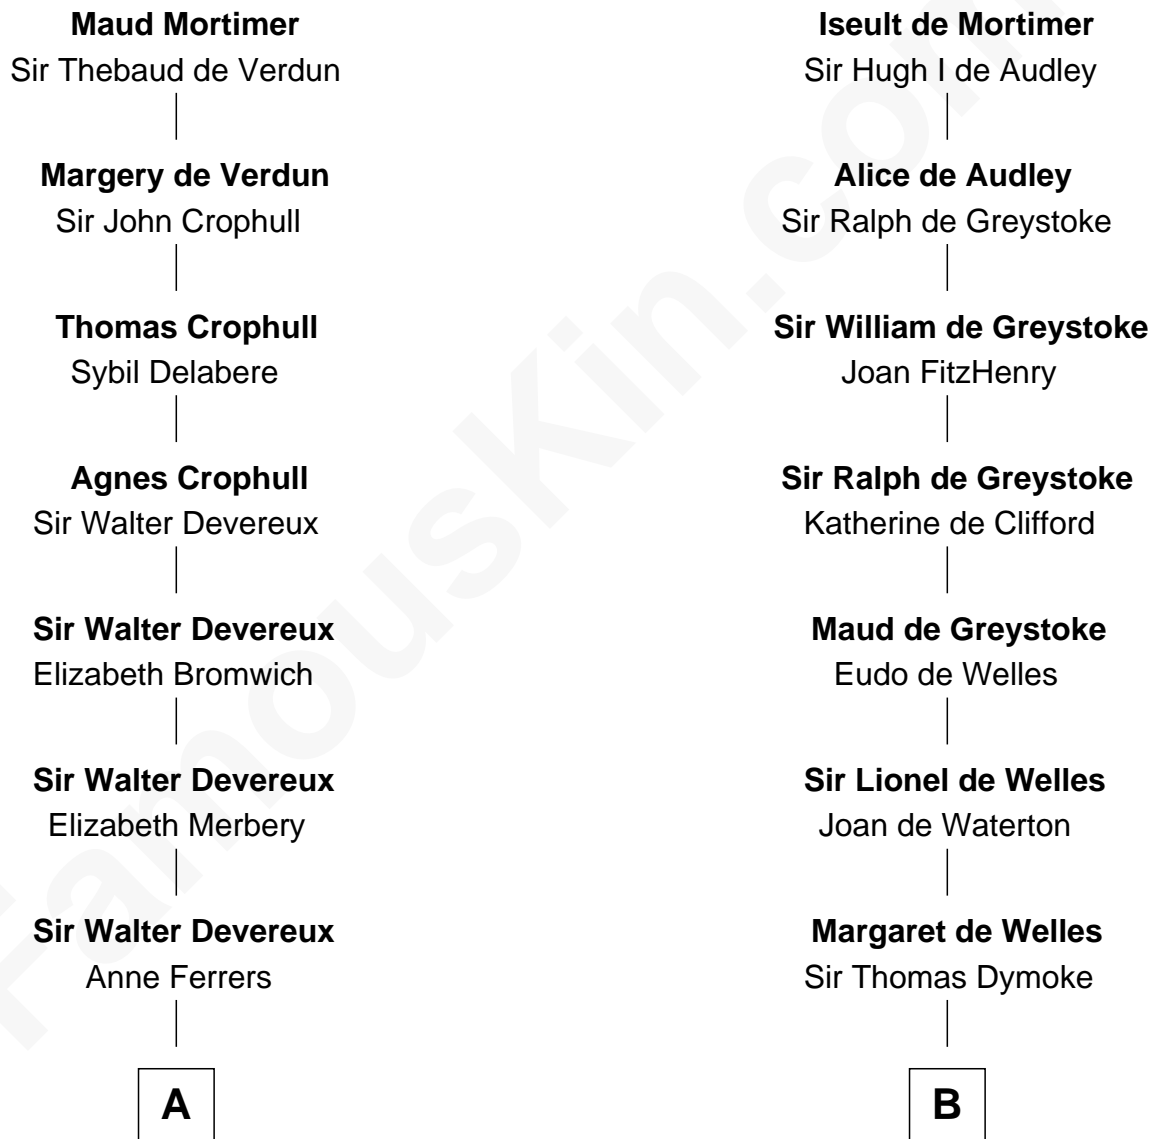 Maud Mortimer
Sir Thebaud de Verdun
Margery de Verdun
Sir John Crophull
Thomas Crophull
Sybil Delabere
Agnes Crophull
Sir Walter Devereux
Sir Walter Devereux
Elizabeth Bromwich
Sir Walter Devereux
Elizabeth Merbery
Sir Walter Devereux
Anne Ferrers
A
Iseult de Mortimer
Sir Hugh I de Audley
Alice de Audley
Sir Ralph de Greystoke
Sir William de Greystoke
Joan FitzHenry
Sir Ralph de Greystoke
Katherine de Clifford
Maud de Greystoke
Eudo de Welles
Sir Lionel de Welles
Joan de Waterton
Margaret de Welles
Sir Thomas Dymoke
B
FamousKin.com